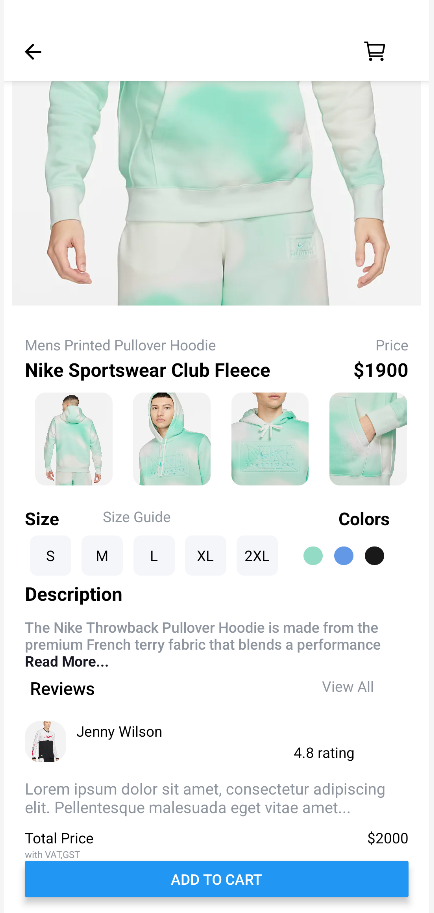 Mens Printed Pullover Hoodie Price
Nike Sportswear Club Fleece $1900
Size Size Guide Colors
S M L XL 2XL
Description
The Nike Throwback Pullover Hoodie is made from the
premium French terry fabric that blends a performance
Read More...
Reviews View All
Jenny Wilson
4.8 rating
Lorem ipsum dolor sit amet, consectetur adipiscing
elit. Pellentesque malesuada eget vitae amet...
Total Price $2000
with VAT,GST
ADD TO CART